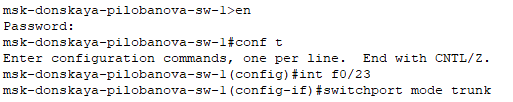 msk-donskaya-pilobanova-sw-1>en
Password:
msk-donskaya-pilobanova-sw-1#conf t
Enter configuration commands, one per line.  End with CNTL/Z.
msk-donskaya-pilobanova-sw-1(config)#int f0/23
msk-donskaya-pilobanova-sw-1(config-if)#switchport mode trunk